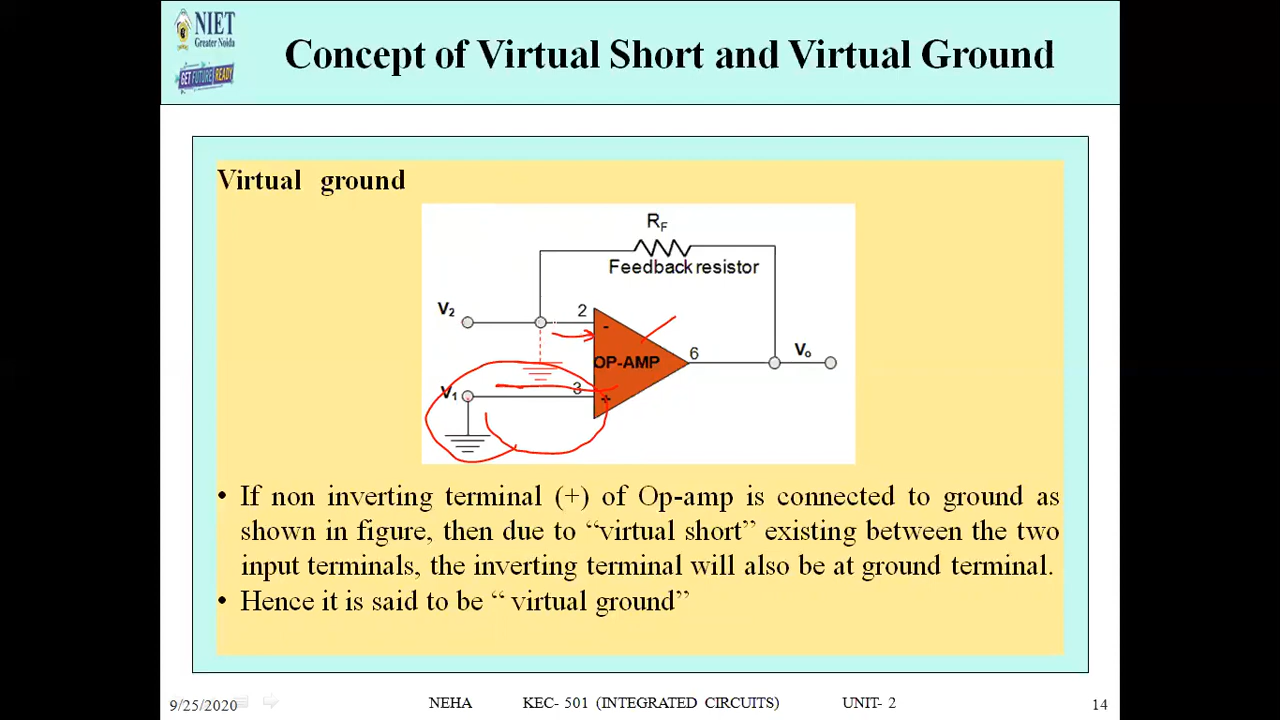 NIET
Greater Noida
GET FUTURE READY
Concept of Virtual Short and Virtual Ground
Virtual ground
RF
Feedback resistor
V2
2
-
OP-AMP
6
Vo
3
V1
+
• If non inverting terminal (+) of Op-amp is connected to ground as
shown in figure, then due to “virtual short” existing between the two
input terminals, the inverting terminal will also be at ground terminal.
• Hence it is said to be “ virtual ground”
9/25/2020
NEHA
KEC- 501 (INTEGRATED CIRCUITS)
UNIT- 2
14